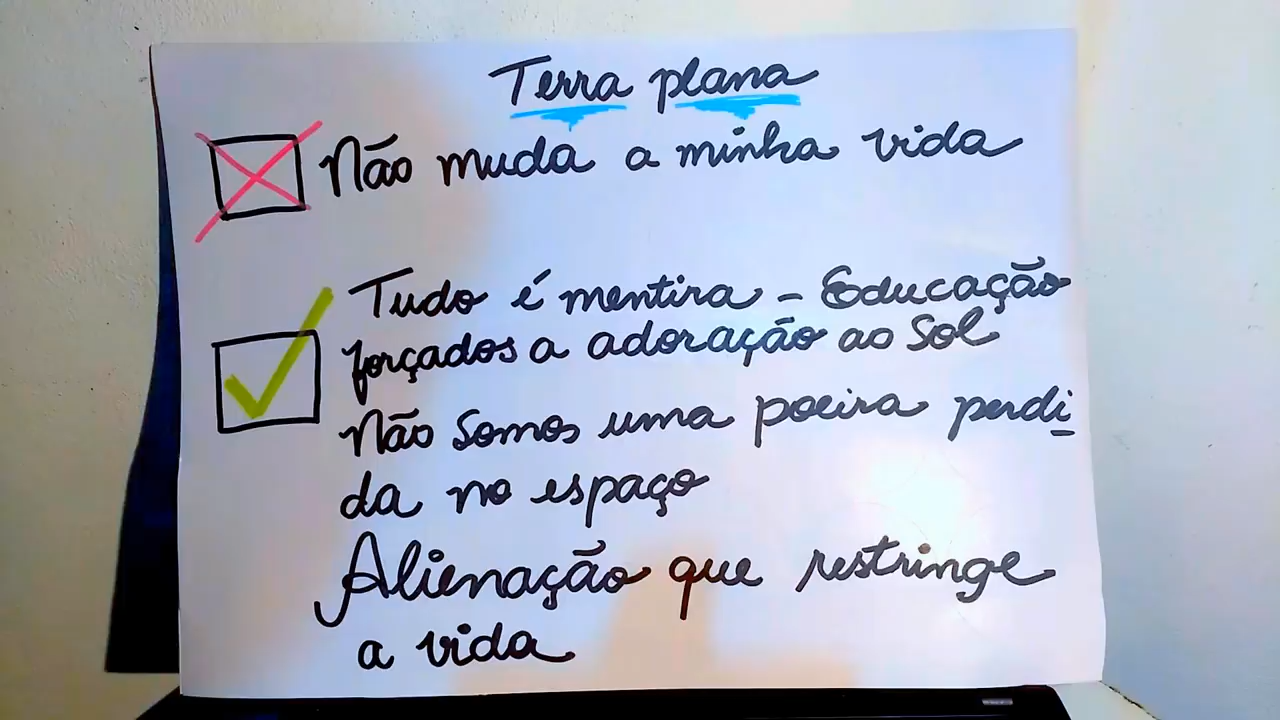 Terra plana
Não muda a minha vida
Tudo é mentira - Educação
forçados a adoração ao Sol
Não somos uma poeira perdi
da no espaço
Alienação que restringe
a vida